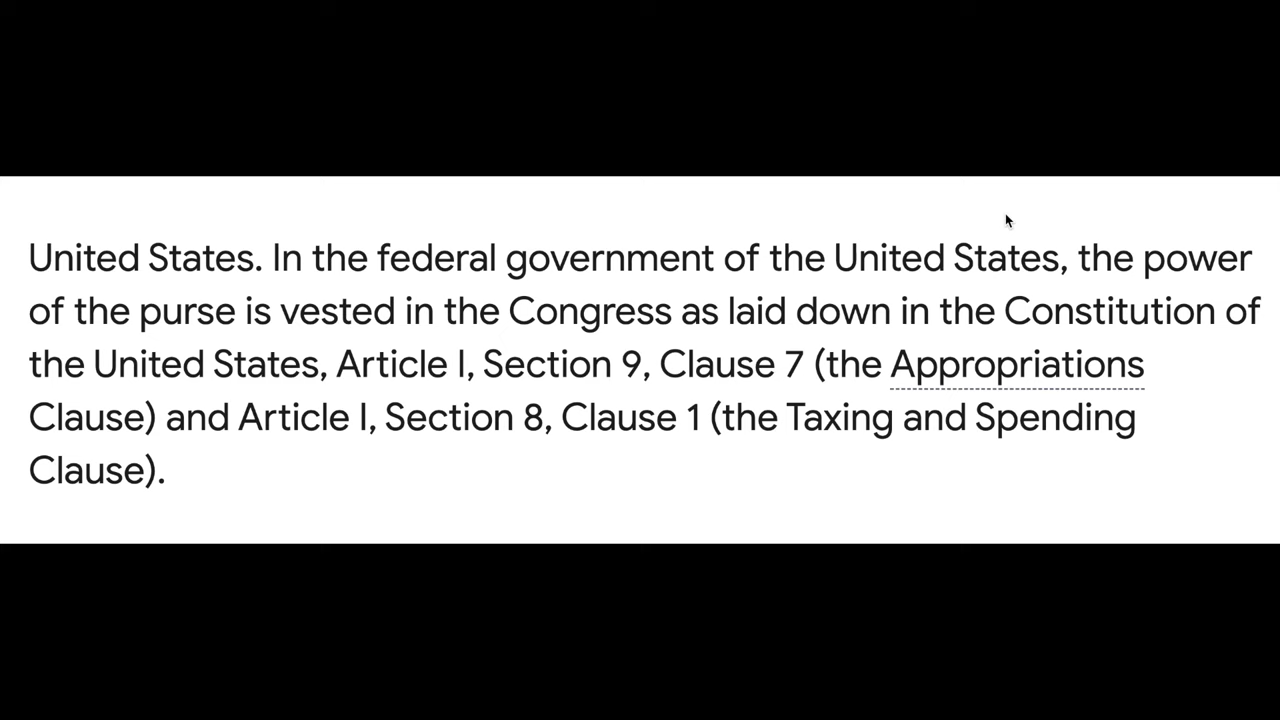 United States. In the federal government of the United States, the power
of the purse is vested in the Congress as laid down in the Constitution of
the United States, Article I, Section 9, Clause 7 (the Appropriations
Clause) and Article I, Section 8, Clause 1 (the Taxing and Spending
Clause).